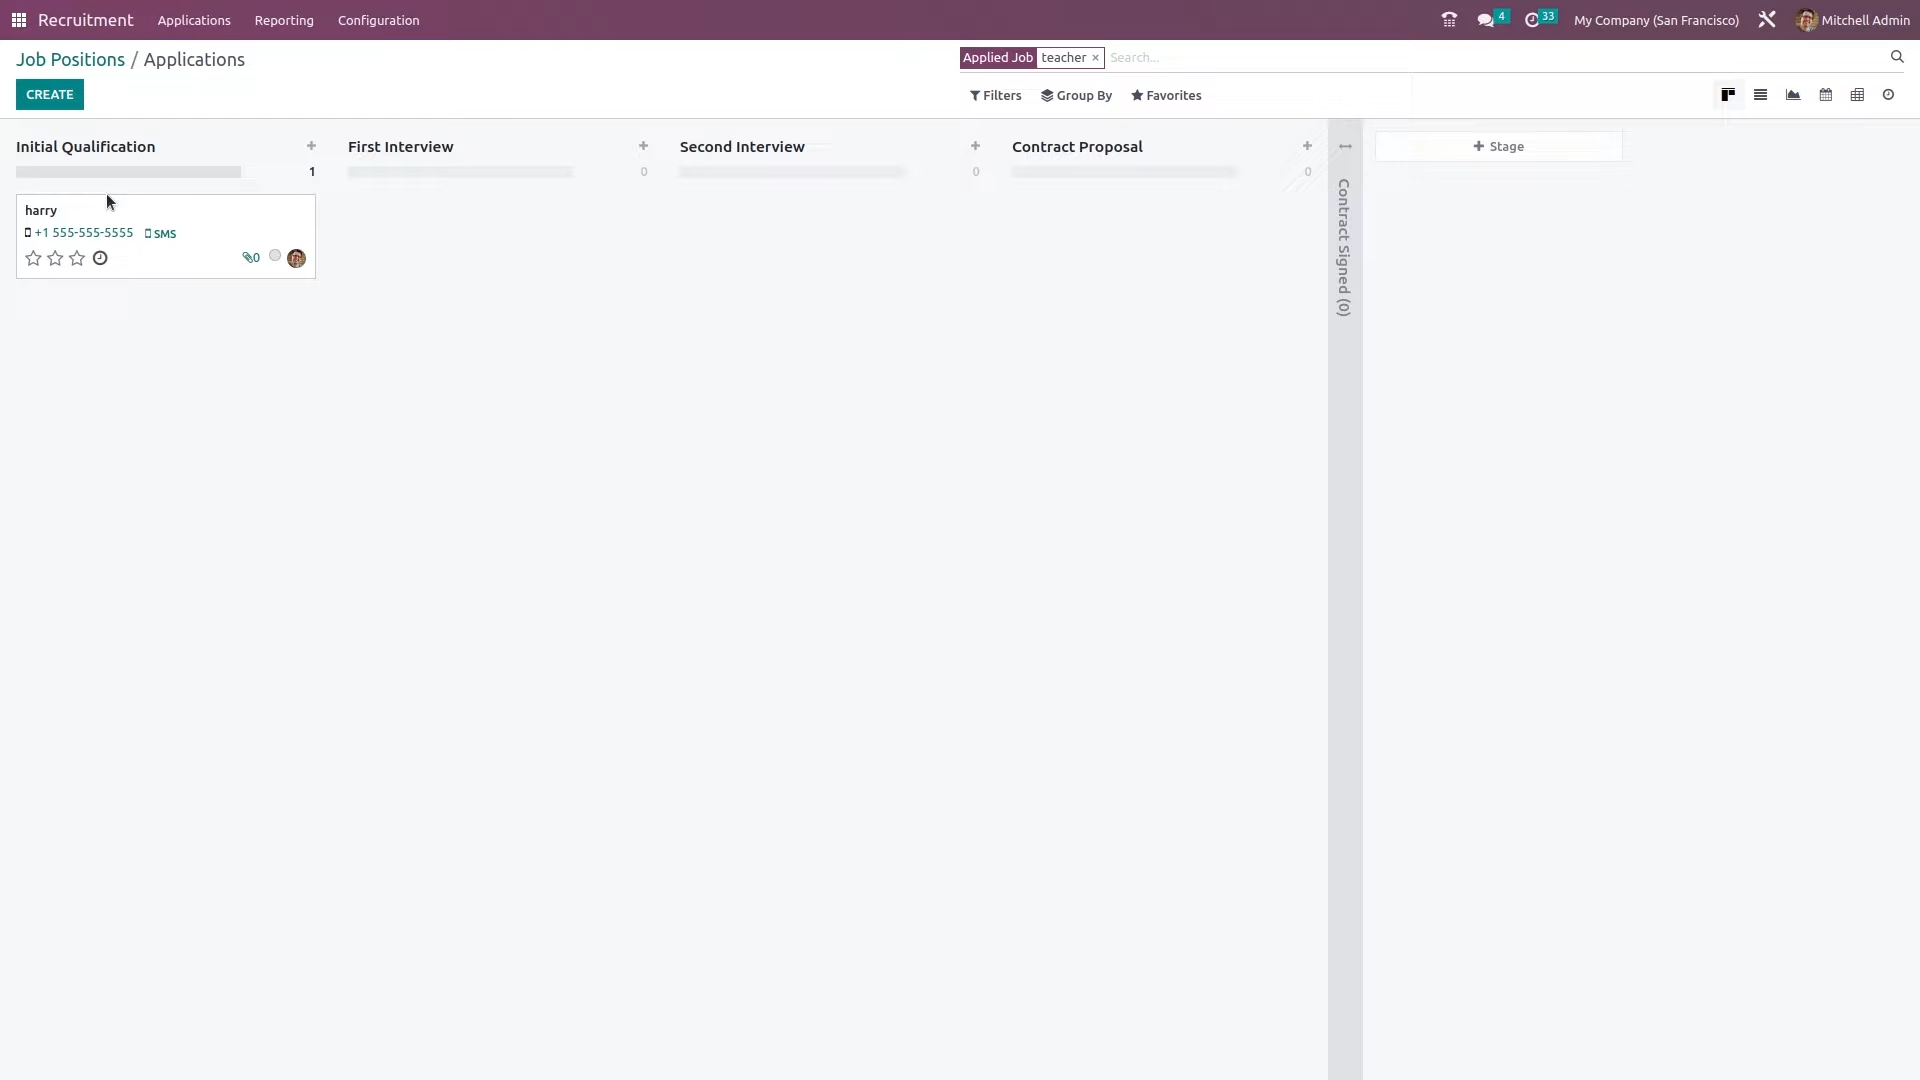 Recruitment Applications Reporting Configuration 4 33 My Company (San Francisco) Mitchell Admin
Job Positions / Applications
Applied Job teacher × Search...
CREATE
Filters Group By Favorites
Initial Qualification + First Interview + Second Interview + Contract Proposal + + Stage
1 0 0 0
Contract Signed (0)
harry
+1 555-555-5555 SMS
0